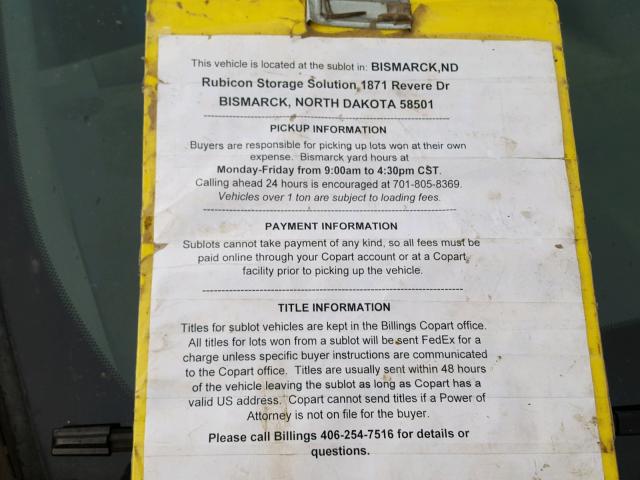 This vehicle is located at the sublot in: BISMARCK,ND
Rubicon Storage Solution,1871 Revere Dr
BISMARCK, NORTH DAKOTA 58501
------------------------------------------------------------
PICKUP INFORMATION
Buyers are responsible for picking up lots won at their own
expense. Bismarck yard hours at
Monday-Friday from 9:00am to 4:30pm CST.
Calling ahead 24 hours is encouraged at 701-805-8369.
Vehicles over 1 ton are subject to loading fees.
------------------------------------------------------------
PAYMENT INFORMATION
Sublots cannot take payment of any kind, so all fees must be
paid online through your Copart account or at a Copart
facility prior to picking up the vehicle.
------------------------------------------------------------
TITLE INFORMATION
Titles for sublot vehicles are kept in the Billings Copart office.
All titles for lots won from a sublot will be sent FedEx for a
charge unless specific buyer instructions are communicated
to the Copart office. Titles are usually sent within 48 hours
of the vehicle leaving the sublot as long as Copart has a
valid US address. Copart cannot send titles if a Power of
Attorney is not on file for the buyer.
Please call Billings 406-254-7516 for details or
questions.